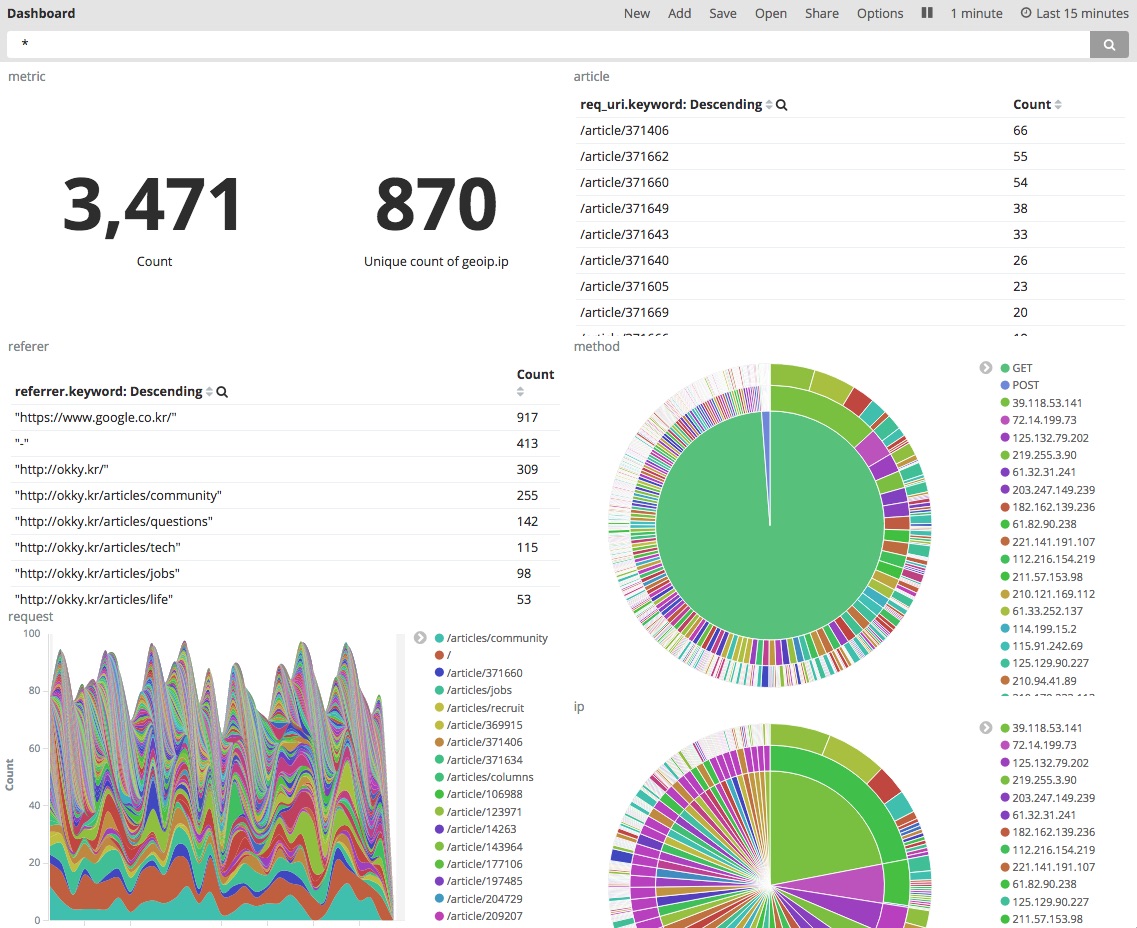 Dashboard
New Add Save Open Share Options 1 minute Last 15 minutes
*
metric
3,471
Count
870
Unique count of geoip.ip
article
req_uri.keyword: Descending Count
/article/371406 66
/article/371662 55
/article/371660 54
/article/371649 38
/article/371643 33
/article/371640 26
/article/371605 23
/article/371669 20
referer
referrer.keyword: Descending Count
"https://www.google.co.kr/" 917
"-" 413
"http://okky.kr/" 309
"http://okky.kr/articles/community" 255
"http://okky.kr/articles/questions" 142
"http://okky.kr/articles/tech" 115
"http://okky.kr/articles/jobs" 98
"http://okky.kr/articles/life" 53
method
GET
POST
39.118.53.141
72.14.199.73
125.132.79.202
219.255.3.90
61.32.31.241
203.247.149.239
182.162.139.236
61.82.90.238
221.141.191.107
112.216.154.219
211.57.153.98
210.121.169.112
61.33.252.137
114.199.15.2
115.91.242.69
125.129.90.227
210.94.41.89
request
Count
100
80
60
40
20
0
/articles/community
/
/article/371660
/articles/jobs
/articles/recruit
/article/369915
/article/371406
/article/371634
/articles/columns
/article/106988
/article/123971
/article/14263
/article/143964
/article/177106
/article/197485
/article/204729
/article/209207
ip
39.118.53.141
72.14.199.73
125.132.79.202
219.255.3.90
203.247.149.239
61.32.31.241
182.162.139.236
112.216.154.219
221.141.191.107
61.82.90.238
125.129.90.227
211.57.153.98